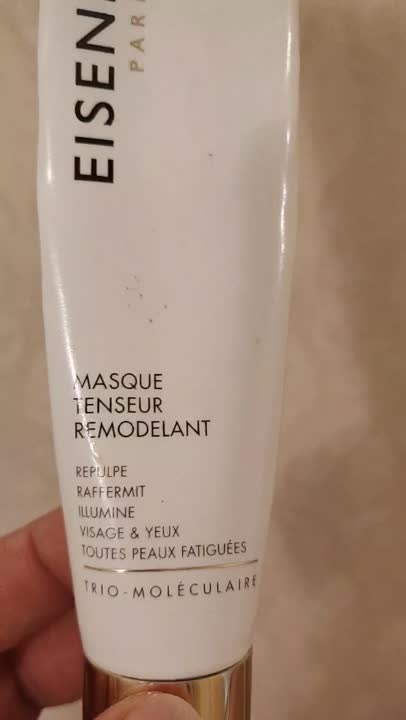 EISEN
PAR
MASQUE
TENSEUR
REMODELANT
REPULPE
RAFFERMIT
ILLUMINE
VISAGE & YEUX
TOUTES PEAUX FATIGUÉES
TRIO-MOLÉCULAIRE